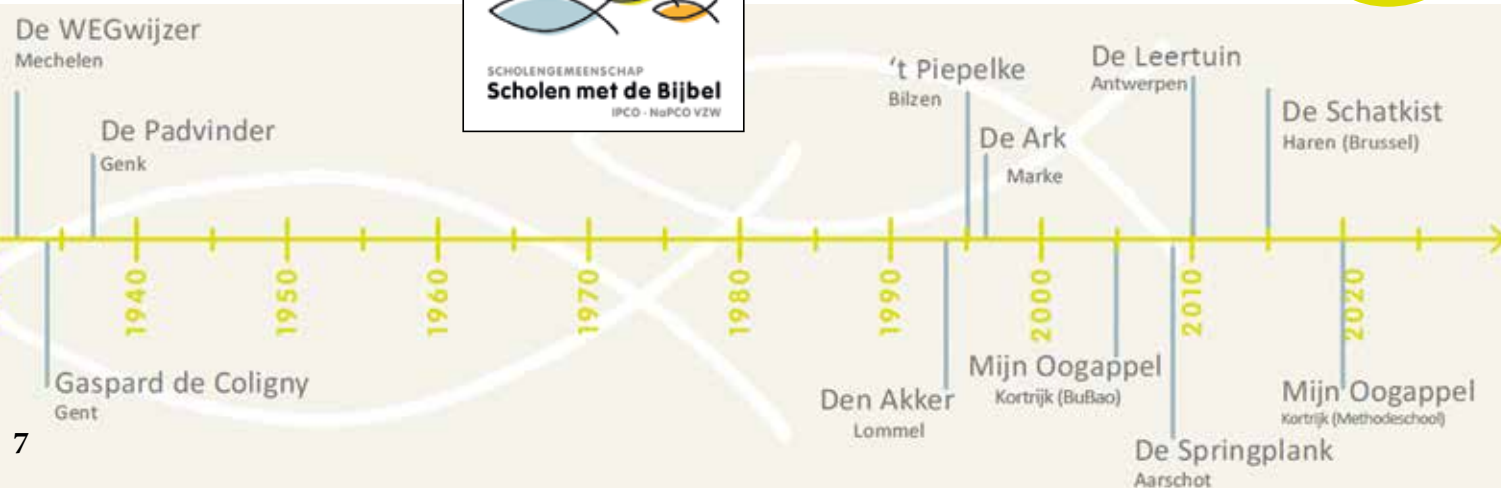 De WEGwijzer
Mechelen
SCHOLENGEMEENSCHAP
Scholen met de Bijbel
IPCO - NaPCO VZW
De Padvinder
Genk
't Piepelke
Bilzen
De Ark
Marke
De Leertuin
Antwerpen
De Schatkist
Haren (Brussel)
1940
1950
1960
1970
1980
1990
2000
2010
2020
Gaspard de Coligny
Gent
Den Akker
Lommel
Mijn Oogappel
Kortrijk (BuBao)
De Springplank
Aarschot
Mijn Oogappel
Kortrijk (Methodeschool)
7